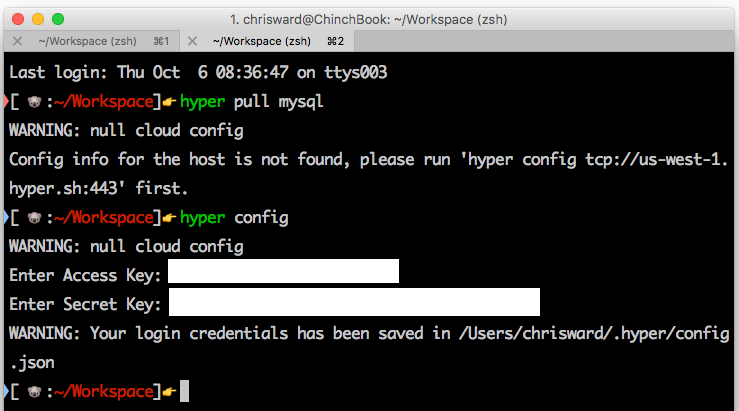 1. chrisward@ChinchBook: ~/Workspace (zsh)
~/Workspace (zsh) ⌘1 ~/Workspace (zsh) ⌘2
Last login: Thu Oct  6 08:36:47 on ttys003
[ 🐨 :~/Workspace]👉 hyper pull mysql
WARNING: null cloud config
Config info for the host is not found, please run 'hyper config tcp://us-west-1.
hyper.sh:443' first.
[ 🐨 :~/Workspace]👉 hyper config
WARNING: null cloud config
Enter Access Key:
Enter Secret Key:
WARNING: Your login credentials has been saved in /Users/chrisward/.hyper/config
.json
[ 🐨 :~/Workspace]👉